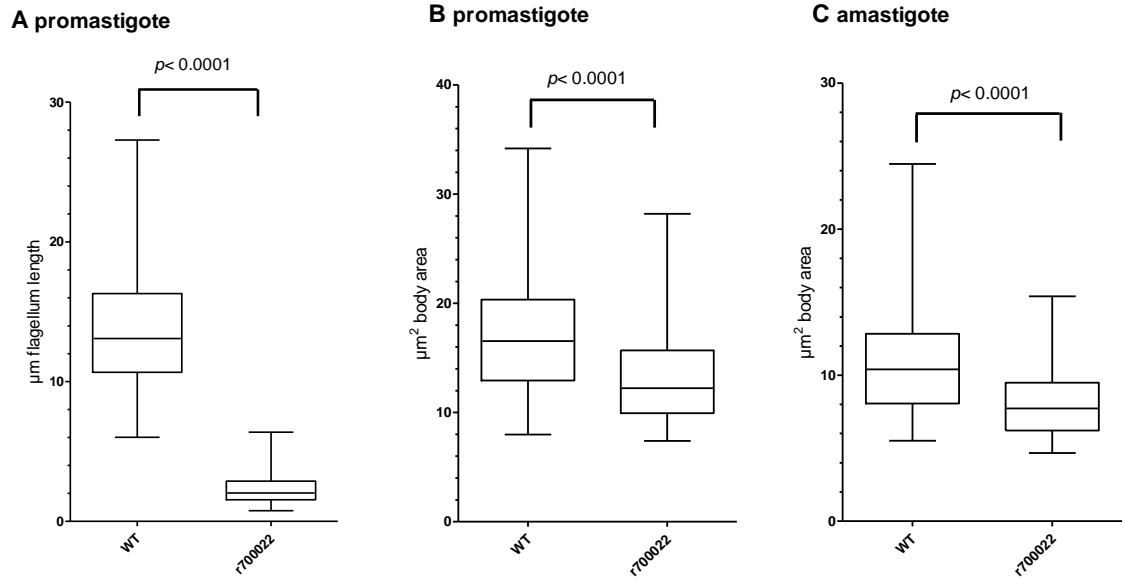 A promastigote
p< 0.0001
30
20
10
0
µm flagellum length
WT
r700022
B promastigote
p< 0.0001
40
30
20
10
0
µm² body area
WT
r700022
C amastigote
p< 0.0001
30
20
10
0
µm² body area
WT
r700022